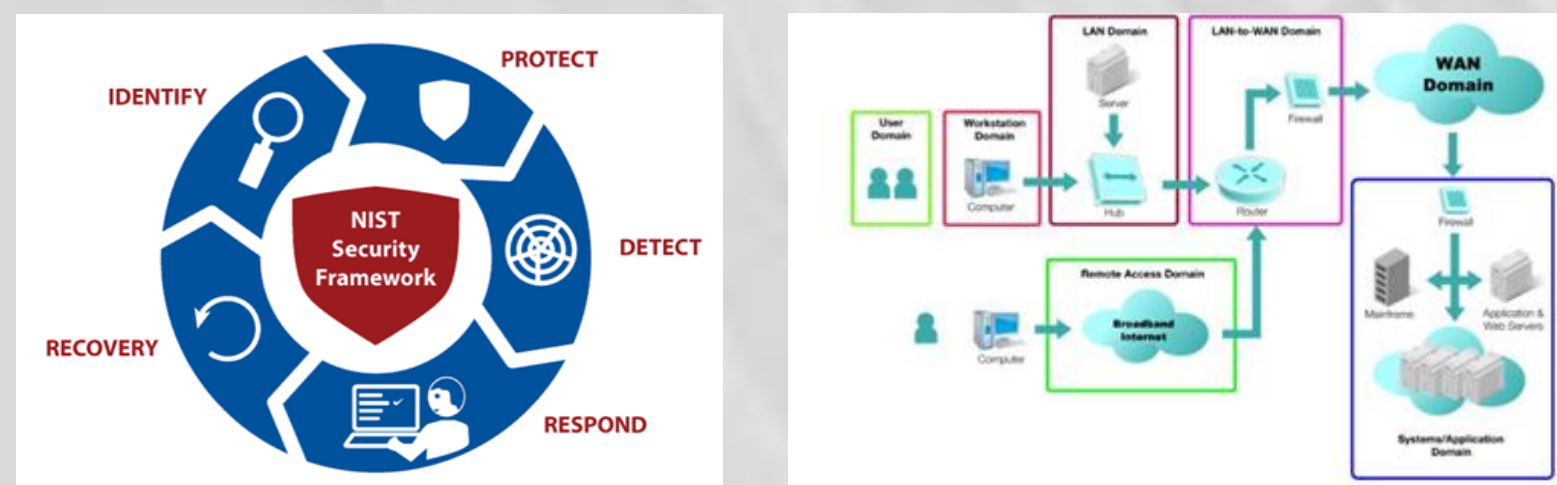 PROTECT
IDENTIFY
NIST
Security
Framework
DETECT
RECOVERY
RESPOND
LAN Domain
LAN-to-WAN Domain
WAN
Domain
Server
Firewall
User
Domain
Workstation
Domain
Computer
Hub
Router
Firewall
Remote Access Domain
Broadband
Internet
Computer
Mainframe
Application &
Web Servers
Systems/Application
Domain